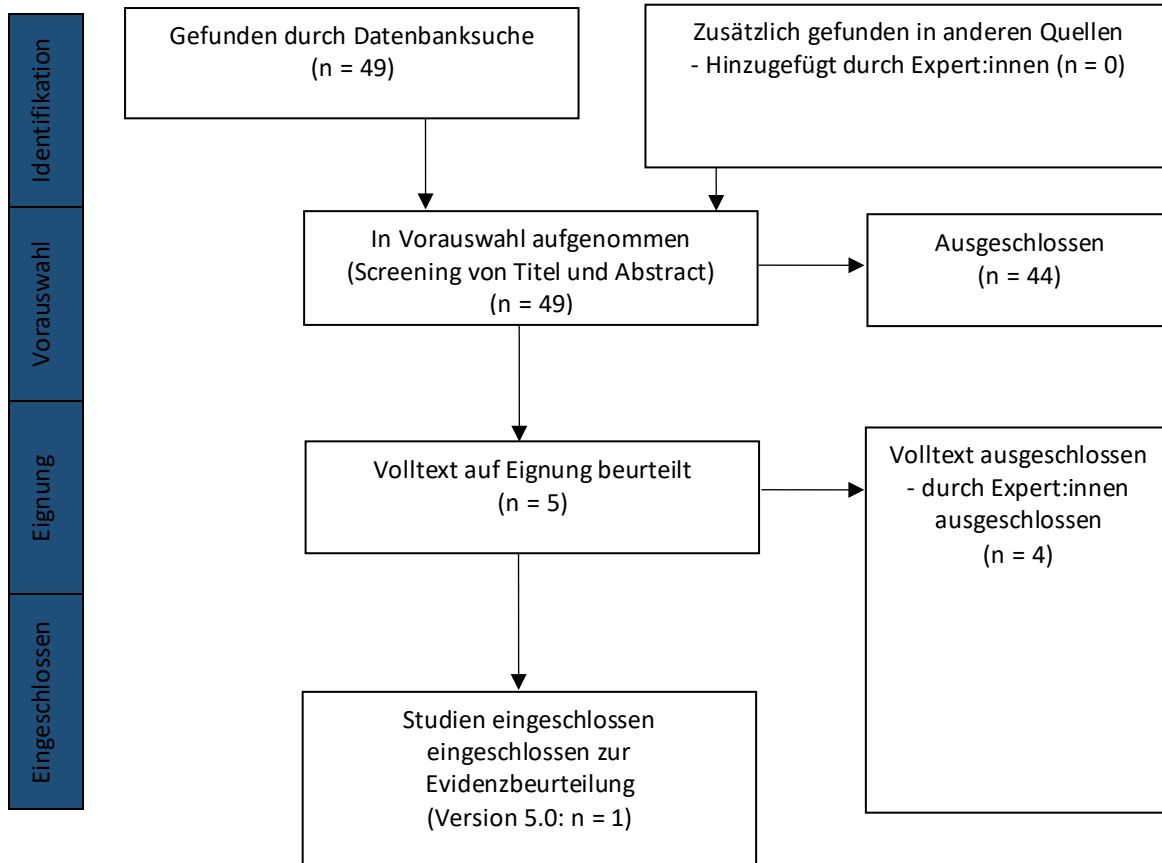 Identifikation
Gefunden durch Datenbanksuche
(n = 49)
Zusätzlich gefunden in anderen Quellen
- Hinzugefügt durch Expert:innen (n = 0)
Vorauswahl
In Vorauswahl aufgenommen
(Screening von Titel und Abstract)
(n = 49)
Ausgeschlossen
(n = 44)
Eignung
Volltext auf Eignung beurteilt
(n = 5)
Volltext ausgeschlossen
- durch Expert:innen
ausgeschlossen
(n = 4)
Eingeschlossen
Studien eingeschlossen
eingeschlossen zur
Evidenzbeurteilung
(Version 5.0: n = 1)